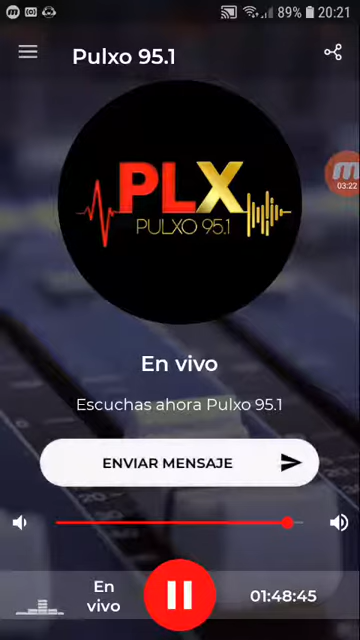 89% 20:21
Pulxo 95.1
03:22
PLX
PULXO 95.1
En vivo
Escuchas ahora Pulxo 95.1
ENVIAR MENSAJE
En
vivo
01:48:45